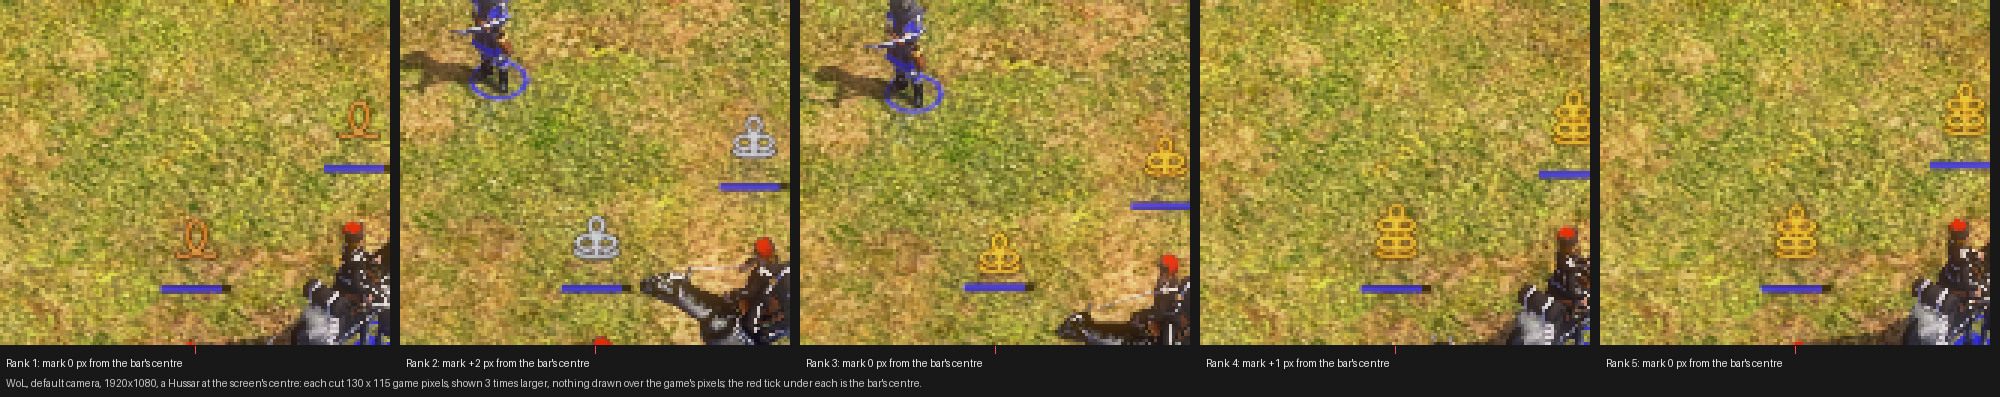 Rank 1: mark 0 px from the bar's centre
Rank 2: mark +2 px from the bar's centre
Rank 3: mark 0 px from the bar's centre
Rank 4: mark +1 px from the bar's centre
Rank 5: mark 0 px from the bar's centre
WoL, default camera, 1920x1080, a Hussar at the screen's centre: each cut 130 x 115 game pixels, shown 3 times larger, nothing drawn over the game's pixels; the red tick under each is the bar's centre.